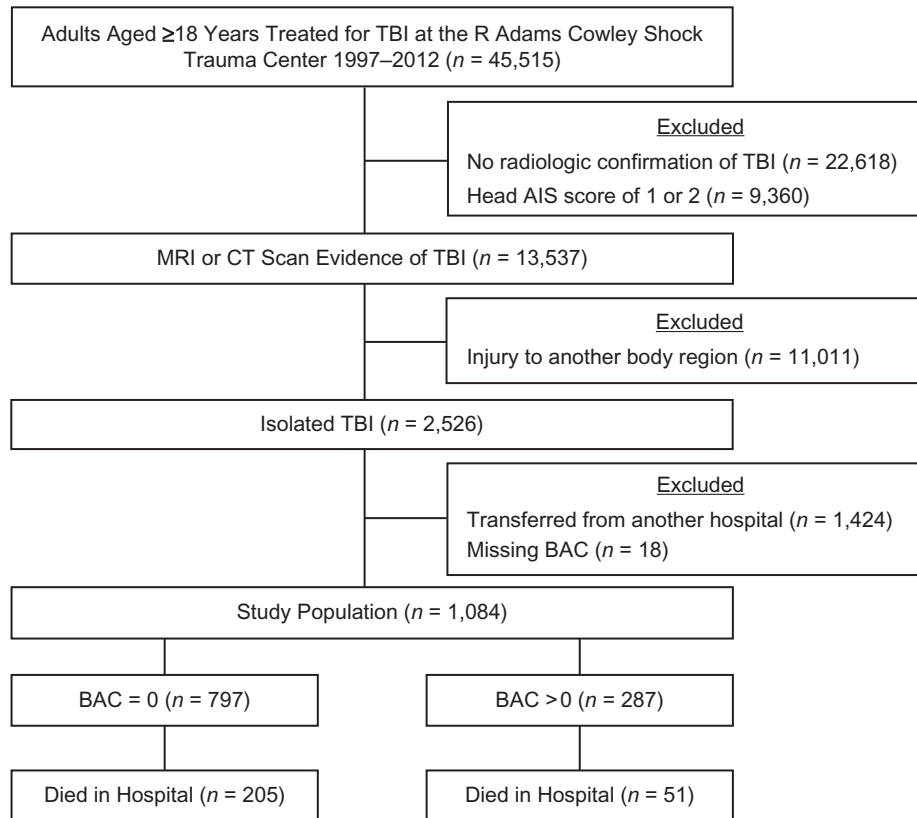 Adults Aged ≥18 Years Treated for TBI at the R Adams Cowley Shock
Trauma Center 1997–2012 (n = 45,515)
Excluded
No radiologic confirmation of TBI (n = 22,618)
Head AIS score of 1 or 2 (n = 9,360)
MRI or CT Scan Evidence of TBI (n = 13,537)
Excluded
Injury to another body region (n = 11,011)
Isolated TBI (n = 2,526)
Excluded
Transferred from another hospital (n = 1,424)
Missing BAC (n = 18)
Study Population (n = 1,084)
BAC = 0 (n = 797)
BAC >0 (n = 287)
Died in Hospital (n = 205)
Died in Hospital (n = 51)